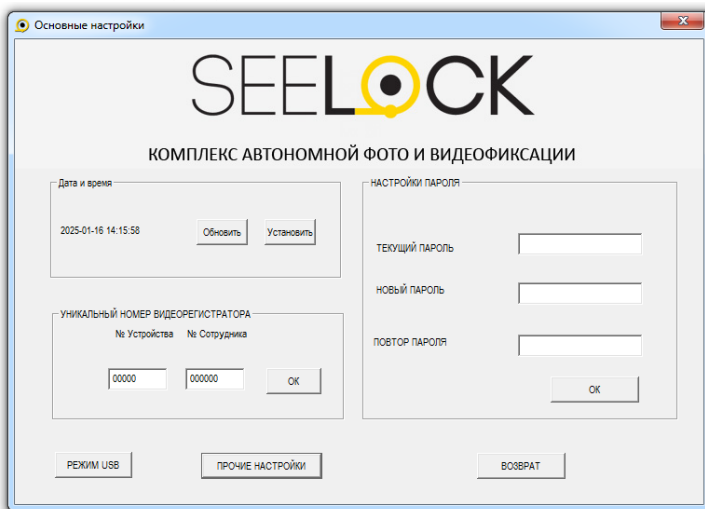 Основные настройки
SEELOCK
КОМПЛЕКС АВТОНОМНОЙ ФОТО И ВИДЕОФИКСАЦИИ
Дата и время
2025-01-16 14:15:58
Обновить
Установить
УНИКАЛЬНЫЙ НОМЕР ВИДЕОРЕГИСТРАТОРА
№ Устройства № Сотрудника
00000
000000
ОК
НАСТРОЙКИ ПАРОЛЯ
ТЕКУЩИЙ ПАРОЛЬ
НОВЫЙ ПАРОЛЬ
ПОВТОР ПАРОЛЯ
ОК
РЕЖИМ USB
ПРОЧИЕ НАСТРОЙКИ
ВОЗВРАТ